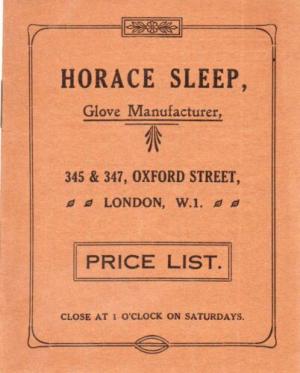 HORACE SLEEP,
Glove Manufacturer,
345 & 347, OXFORD STREET,
LONDON, W.1.
PRICE LIST.
CLOSE AT 1 O'CLOCK ON SATURDAYS.